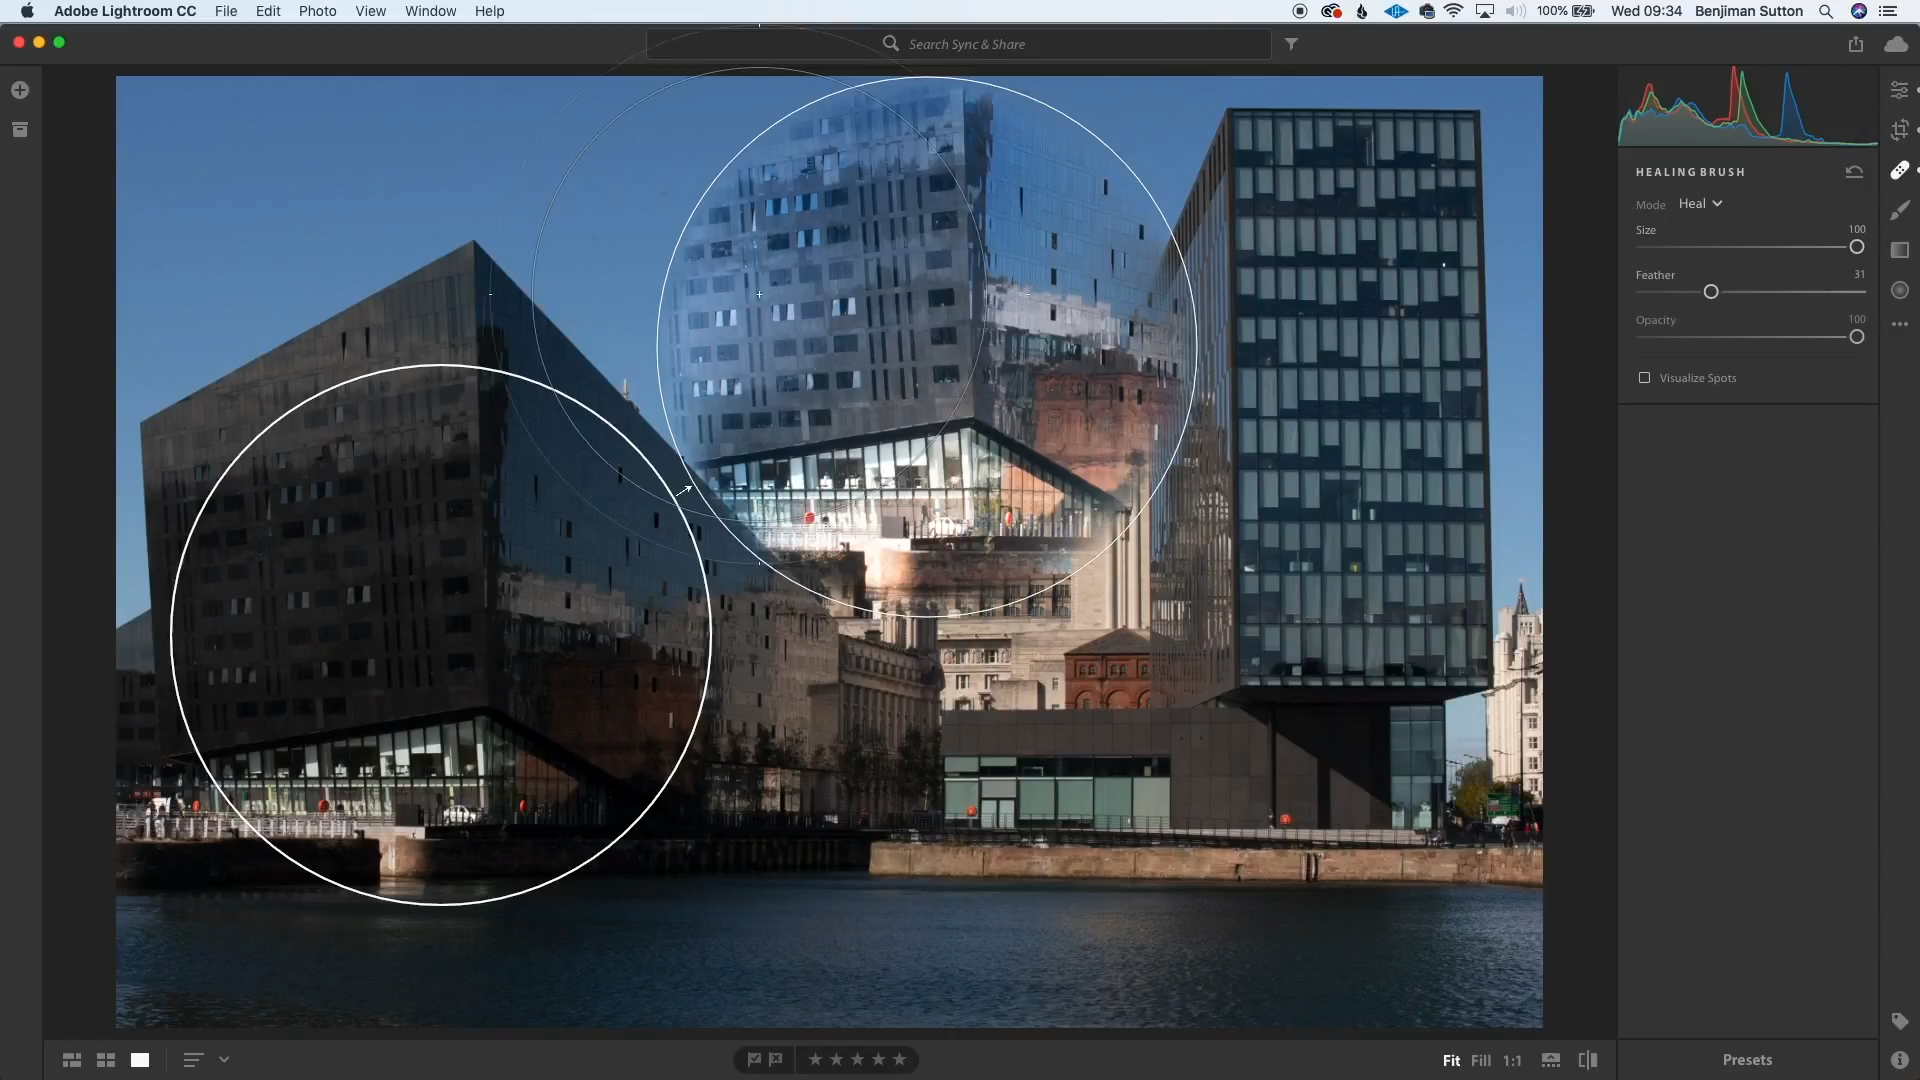 Adobe Lightroom CC File Edit Photo View Window Help 100% Wed 09:34 Benjiman Sutton
Search Sync & Share
HEALING BRUSH
Mode Heal
Size 100
Feather 31
Opacity 100
Visualize Spots
Fit Fill 1:1
Presets